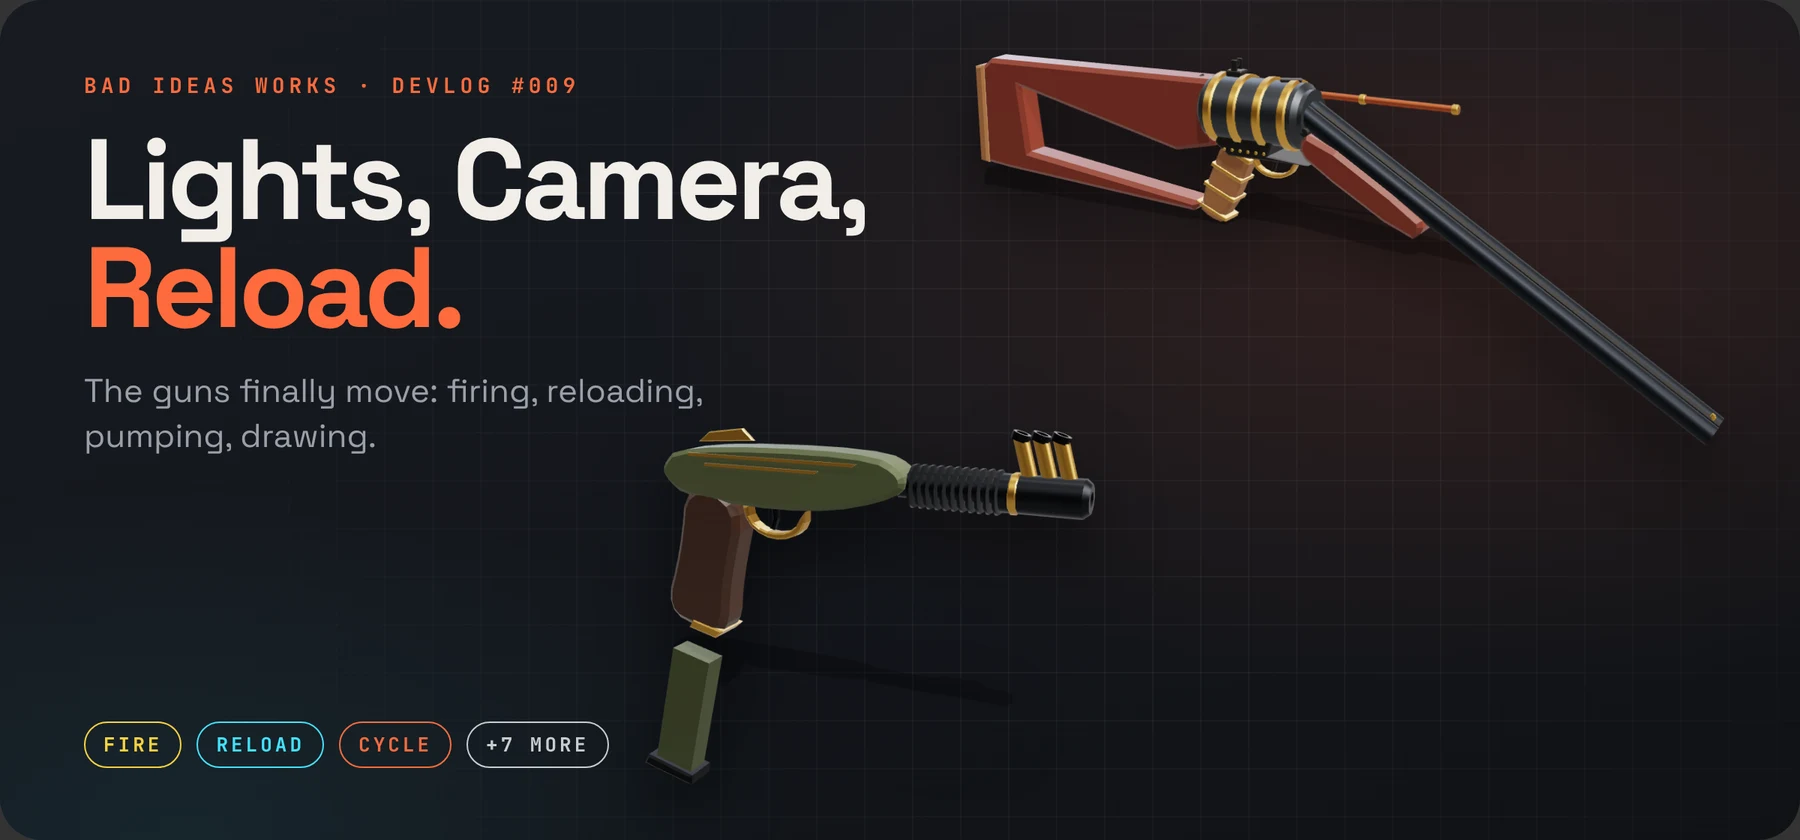 BAD IDEAS WORKS · DEVLOG #009
Lights, Camera,
Reload.
The guns finally move: firing, reloading,
pumping, drawing.
FIRE
RELOAD
CYCLE
+7 MORE